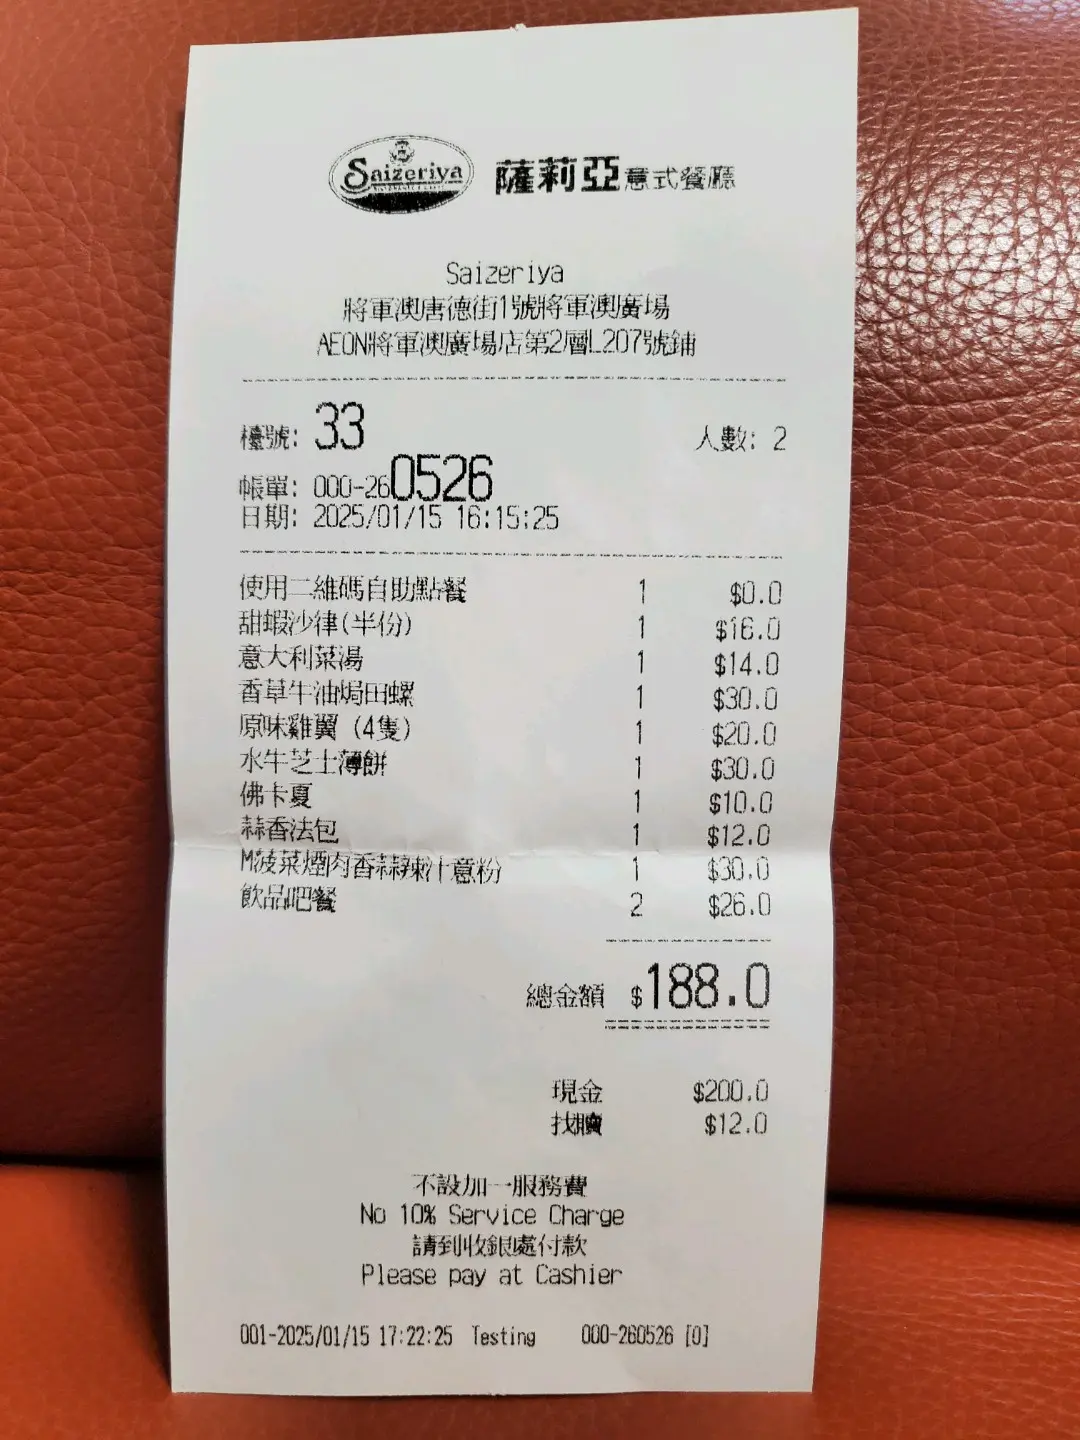 Saizeriya 薩莉亞意式餐廳
Saizeriya
將軍澳唐德街1號將軍澳廣場
AEON將軍澳廣場店第2層L207號鋪
檯號: 33 人數: 2
帳單: 000-260526
日期: 2025/01/15 16:15:25
使用二維碼自助點餐 1 $0.0
甜蝦沙律(半份) 1 $16.0
意大利菜湯 1 $14.0
香草牛油焗田螺 1 $30.0
原味雞翼 (4隻) 1 $20.0
水牛芝士薄餅 1 $30.0
佛卡夏 1 $10.0
蒜香法包 1 $12.0
M菠菜煙肉香蒜辣汁意粉 1 $30.0
飲品吧餐 2 $26.0
總金額 $188.0
現金 $200.0
找贖 $12.0
不設加一服務費
No 10% Service Charge
請到收銀處付款
Please pay at Cashier
001-2025/01/15 17:22:25 Testing 000-260526 [0]